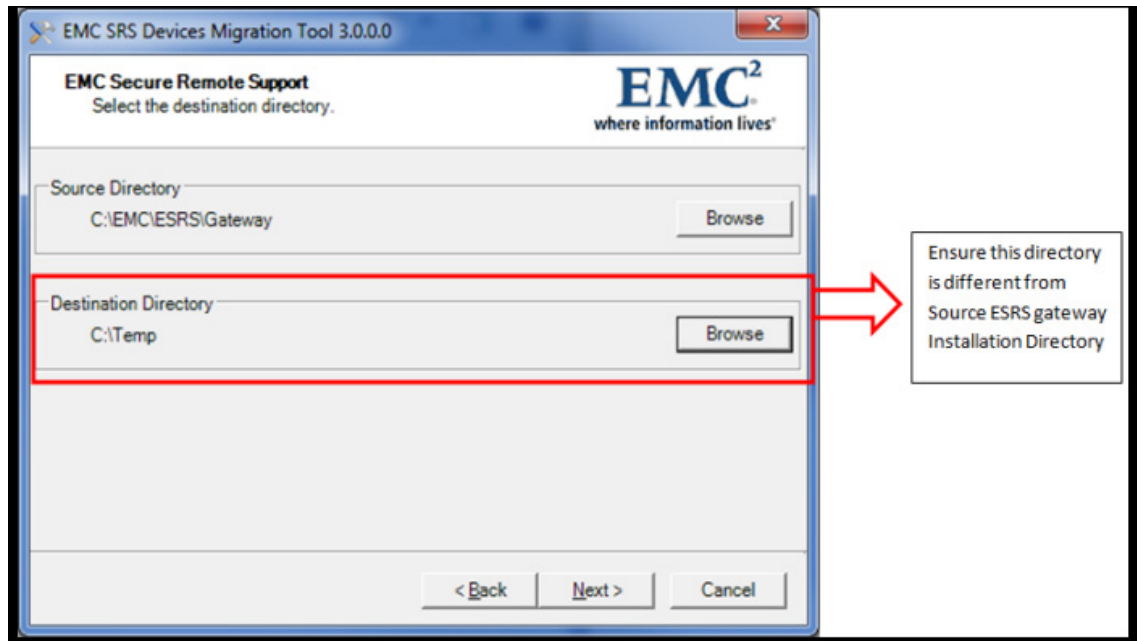 EMC SRS Devices Migration Tool 3.0.0.0
x
EMC Secure Remote Support
Select the destination directory.
EMC²
where information lives®
Source Directory
C:\EMC\ESRS\Gateway
Browse
Destination Directory
C:\Temp
Browse
Ensure this directory
is different from
Source ESRS gateway
Installation Directory
< Back
Next >
Cancel